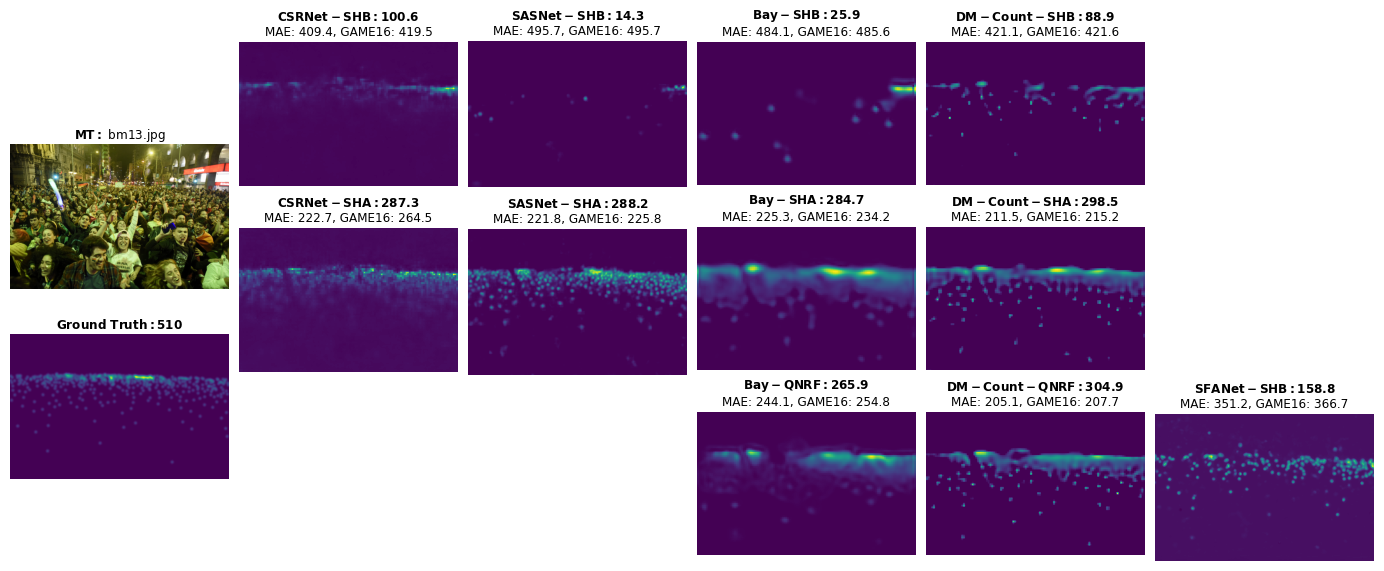 CSRNet − SHB : 100.6
MAE: 409.4, GAME16: 419.5
SASNet − SHB : 14.3
MAE: 495.7, GAME16: 495.7
Bay − SHB : 25.9
MAE: 484.1, GAME16: 485.6
DM − Count − SHB : 88.9
MAE: 421.1, GAME16: 421.6
MT : bm13.jpg
CSRNet − SHA : 287.3
MAE: 222.7, GAME16: 264.5
SASNet − SHA : 288.2
MAE: 221.8, GAME16: 225.8
Bay − SHA : 284.7
MAE: 225.3, GAME16: 234.2
DM − Count − SHA : 298.5
MAE: 211.5, GAME16: 215.2
Ground Truth : 510
Bay − QNRF : 265.9
MAE: 244.1, GAME16: 254.8
DM − Count − QNRF : 304.9
MAE: 205.1, GAME16: 207.7
SFANet − SHB : 158.8
MAE: 351.2, GAME16: 366.7